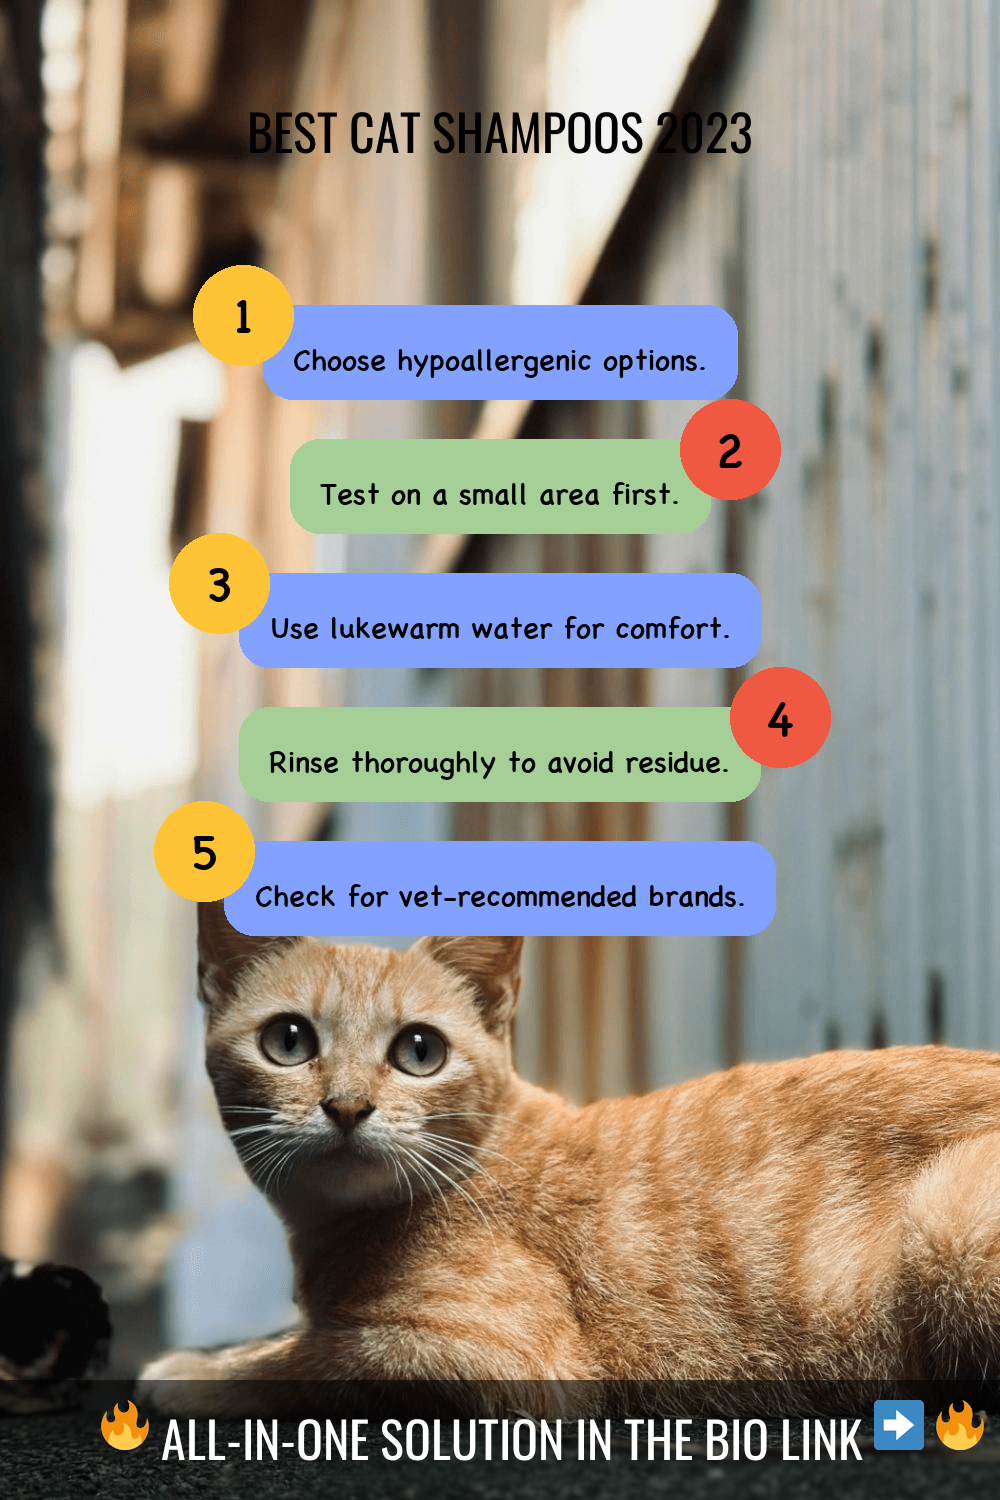 BEST CAT SHAMPOOS 2023
1
Choose hypoallergenic options.
2
Test on a small area first.
3
Use lukewarm water for comfort.
4
Rinse thoroughly to avoid residue.
5
Check for vet-recommended brands.
🔥 ALL-IN-ONE SOLUTION IN THE BIO LINK ➡️ 🔥